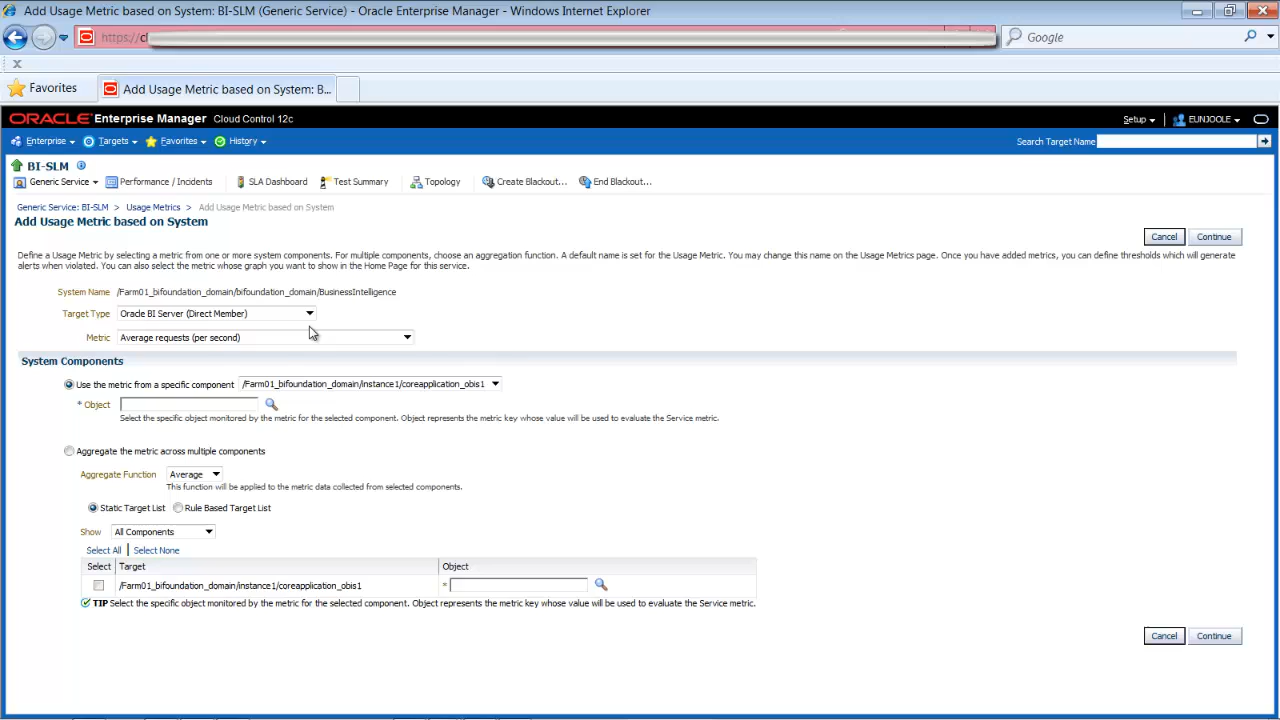 Add Usage Metric based on System: BI-SLM (Generic Service) - Oracle Enterprise Manager - Windows Internet Explorer
https://cl
Google
X
Favorites
Add Usage Metric based on System: B...
ORACLE Enterprise Manager Cloud Control 12c
Setup
EUNJOOLE
Enterprise Targets Favorites History
Search Target Name
BI-SLM
Generic Service Performance / Incidents SLA Dashboard Test Summary Topology Create Blackout... End Blackout...
Generic Service: BI-SLM > Usage Metrics > Add Usage Metric based on System
Add Usage Metric based on System
Cancel Continue
Define a Usage Metric by selecting a metric from one or more system components. For multiple components, choose an aggregation function. A default name is set for the Usage Metric. You may change this name on the Usage Metrics page. Once you have added metrics, you can define thresholds which will generate
alerts when violated. You can also select the metric whose graph you want to show in the Home Page for this service.
System Name /Farm01_bifoundation_domain/bifoundation_domain/BusinessIntelligence
Target Type Oracle BI Server (Direct Member)
Metric Average requests (per second)
System Components
Use the metric from a specific component /Farm01_bifoundation_domain/instance1/coreapplication_obis1
* Object
Select the specific object monitored by the metric for the selected component. Object represents the metric key whose value will be used to evaluate the Service metric.
Aggregate the metric across multiple components
Aggregate Function Average
This function will be applied to the metric data collected from selected components.
Static Target List Rule Based Target List
Show All Components
Select All | Select None
Select Target Object
/Farm01_bifoundation_domain/instance1/coreapplication_obis1 *
TIP Select the specific object monitored by the metric for the selected component. Object represents the metric key whose value will be used to evaluate the Service metric.
Cancel Continue